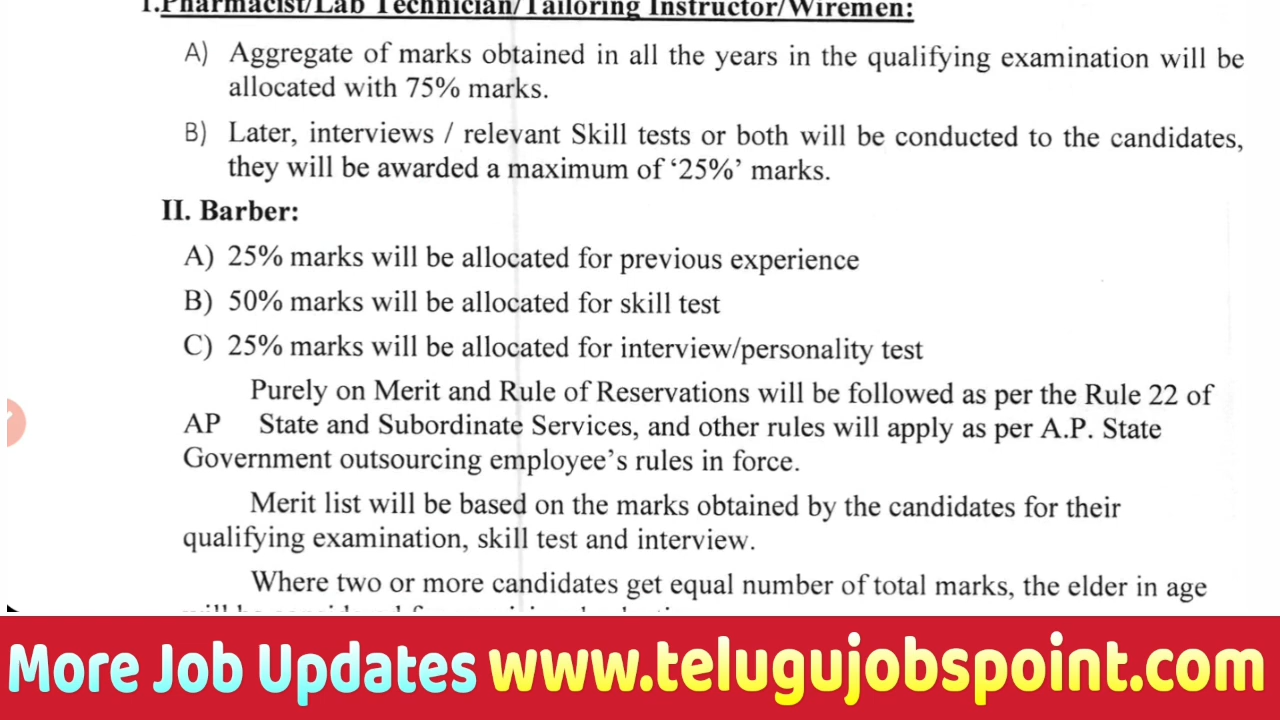 1.Pharmacist/Lab Technician/Tailoring Instructor/Wiremen:
A) Aggregate of marks obtained in all the years in the qualifying examination will be
allocated with 75% marks.
B) Later, interviews / relevant Skill tests or both will be conducted to the candidates,
they will be awarded a maximum of ‘25%’ marks.
II. Barber:
A) 25% marks will be allocated for previous experience
B) 50% marks will be allocated for skill test
C) 25% marks will be allocated for interview/personality test
Purely on Merit and Rule of Reservations will be followed as per the Rule 22 of
AP State and Subordinate Services, and other rules will apply as per A.P. State
Government outsourcing employee’s rules in force.
Merit list will be based on the marks obtained by the candidates for their
qualifying examination, skill test and interview.
Where two or more candidates get equal number of total marks, the elder in age
More Job Updates www.telugujobspoint.com